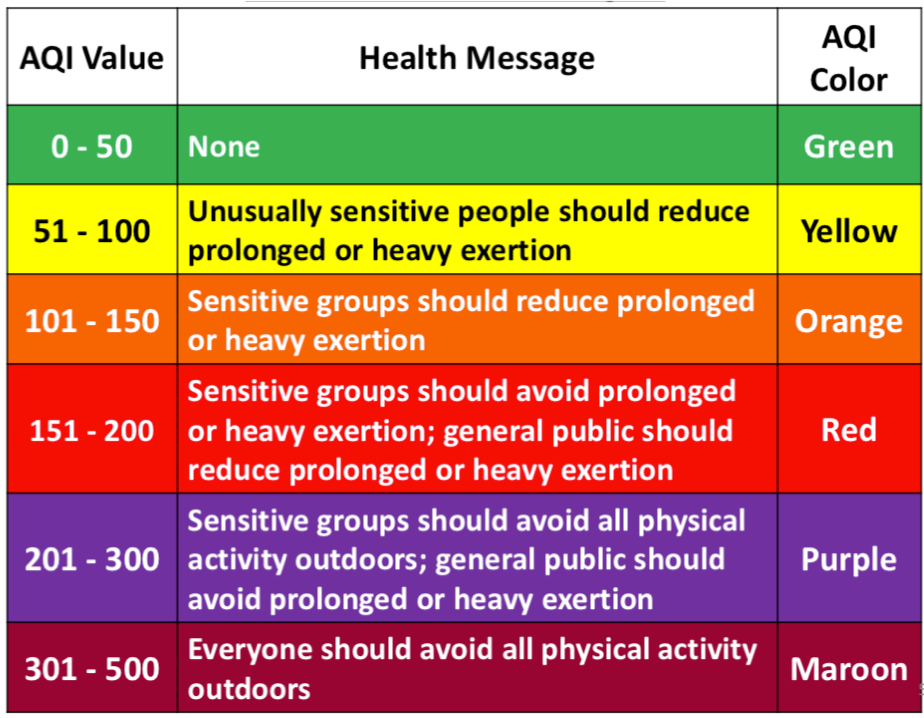 AQI Value Health Message AQI Color
0 - 50 None Green
51 - 100 Unusually sensitive people should reduce
prolonged or heavy exertion Yellow
101 - 150 Sensitive groups should reduce prolonged
or heavy exertion Orange
151 - 200 Sensitive groups should avoid prolonged
or heavy exertion; general public should
reduce prolonged or heavy exertion Red
201 - 300 Sensitive groups should avoid all physical
activity outdoors; general public should
avoid prolonged or heavy exertion Purple
301 - 500 Everyone should avoid all physical activity
outdoors Maroon